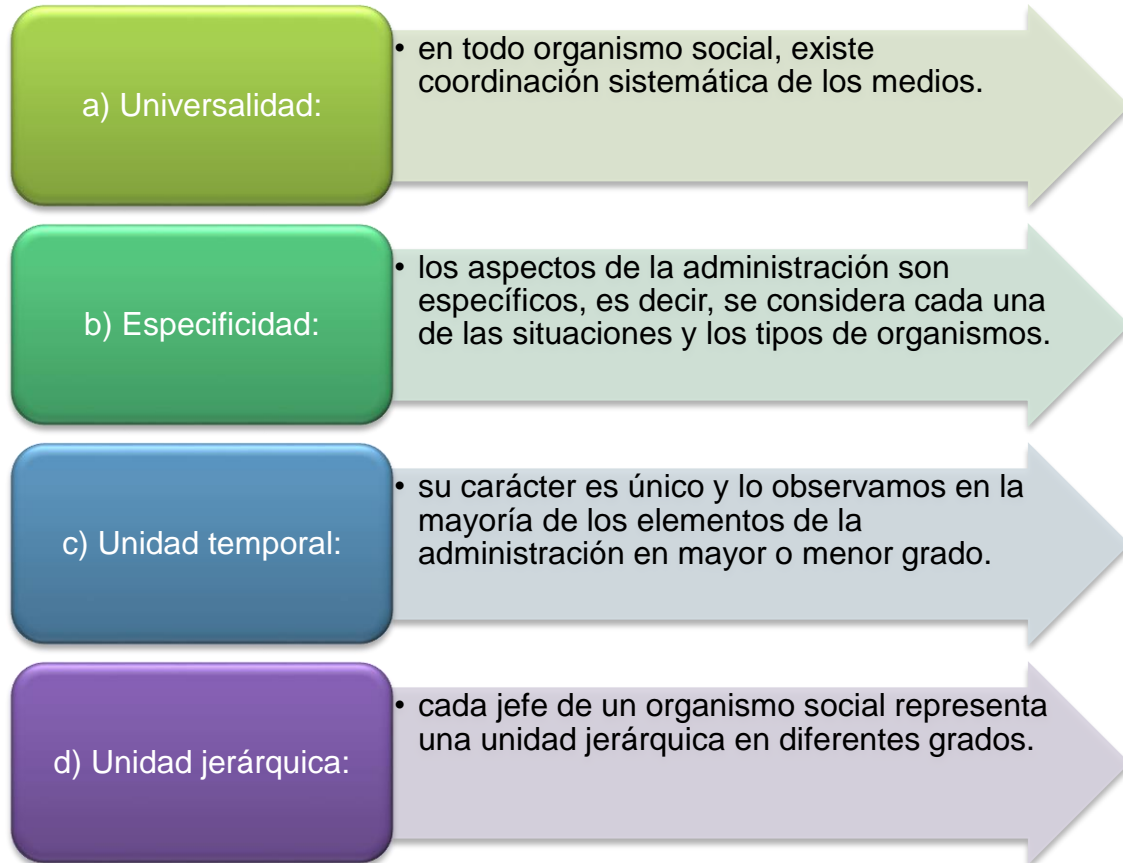 a) Universalidad:
• en todo organismo social, existe
coordinación sistemática de los medios.
b) Especificidad:
• los aspectos de la administración son
específicos, es decir, se considera cada una
de las situaciones y los tipos de organismos.
c) Unidad temporal:
• su carácter es único y lo observamos en la
mayoría de los elementos de la
administración en mayor o menor grado.
d) Unidad jerárquica:
• cada jefe de un organismo social representa
una unidad jerárquica en diferentes grados.